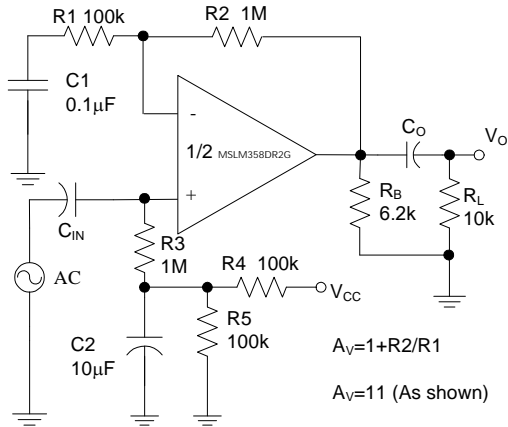 R1 100k
R2 1M
C1
0.1μF
-
1/2 MSLM358DR2G
+
CO
VO
RB
6.2k
RL
10k
CIN
R3
1M
AC
R4 100k
VCC
R5
100k
C2
10μF
AV=1+R2/R1
AV=11 (As shown)